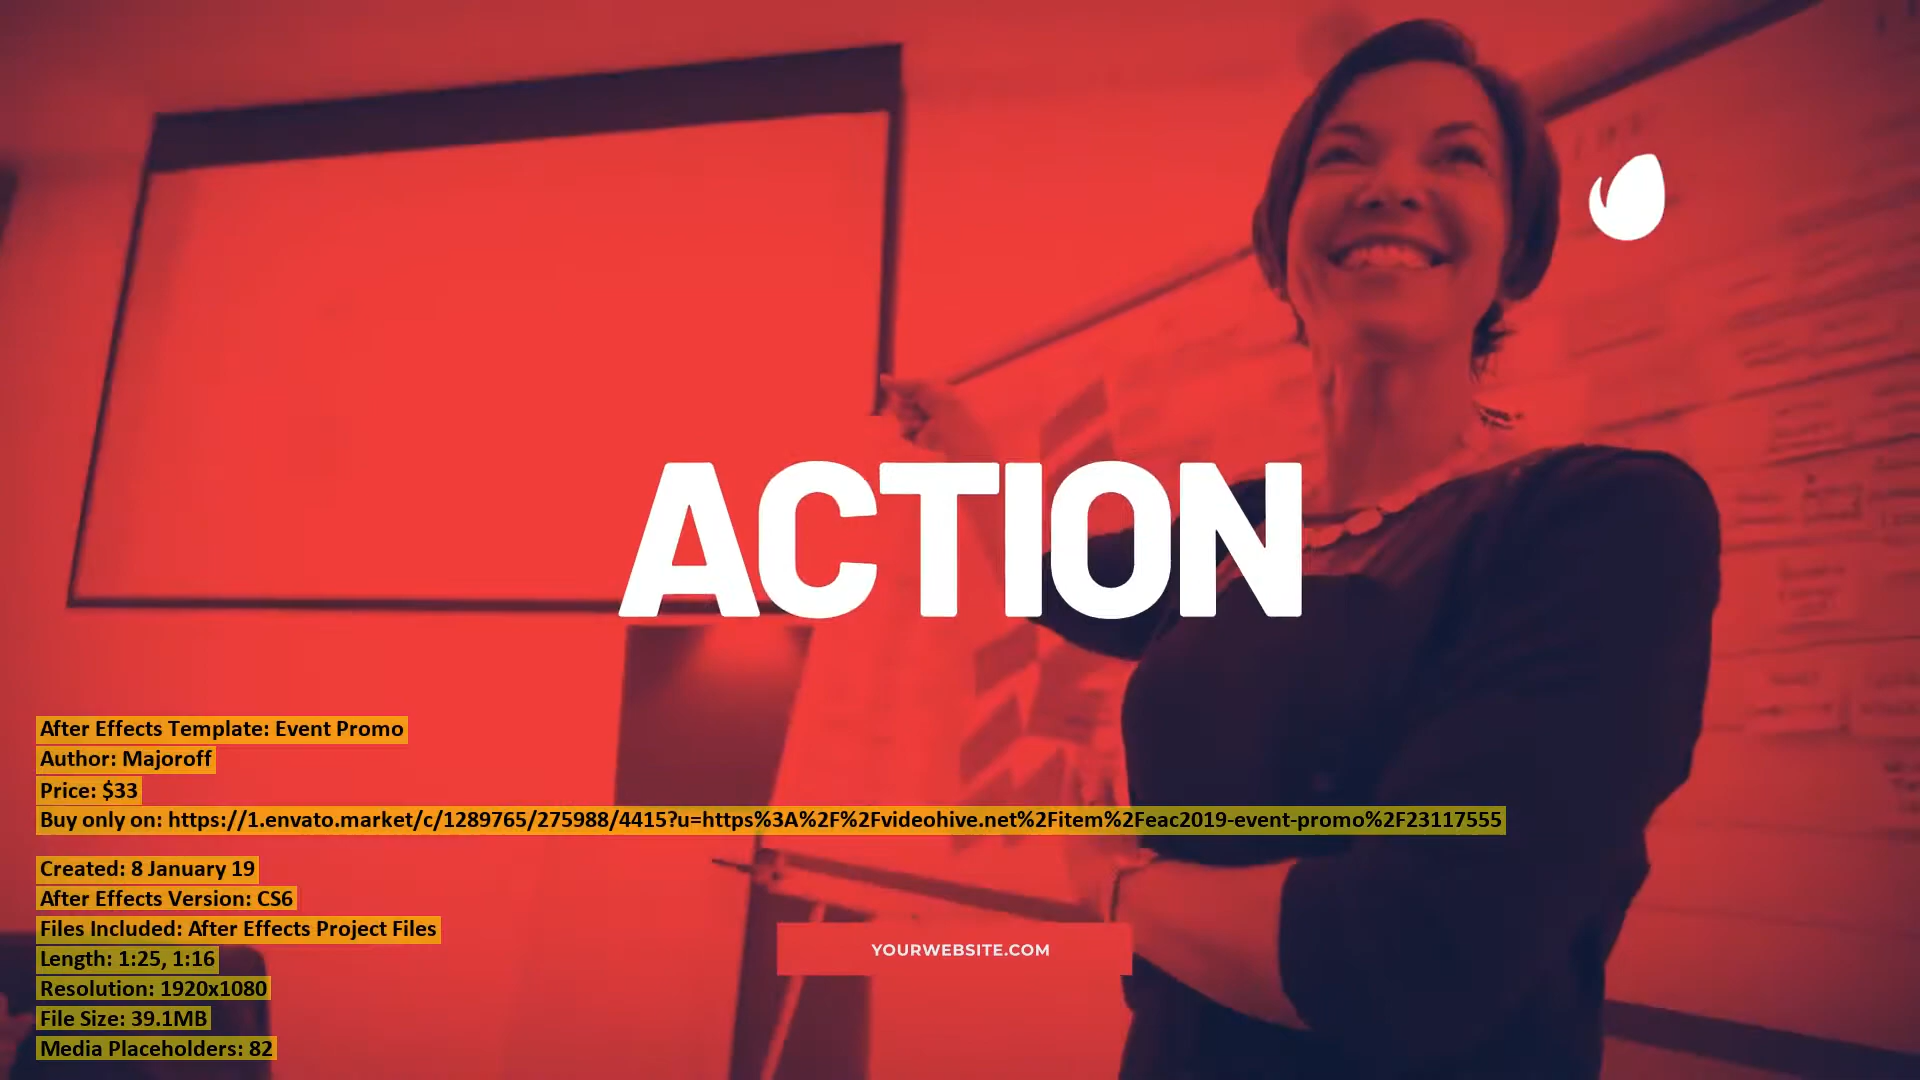 ACTION
After Effects Template: Event Promo
Author: Majoroff
Price: $33
Buy only on: https://1.envato.market/c/1289765/275988/4415?u=https%3A%2F%2Fvideohive.net%2Fitem%2Feac2019-event-promo%2F23117555
Created: 8 January 19
After Effects Version: CS6
Files Included: After Effects Project Files
Length: 1:25, 1:16
Resolution: 1920x1080
File Size: 39.1MB
Media Placeholders: 82
YOURWEBSITE.COM